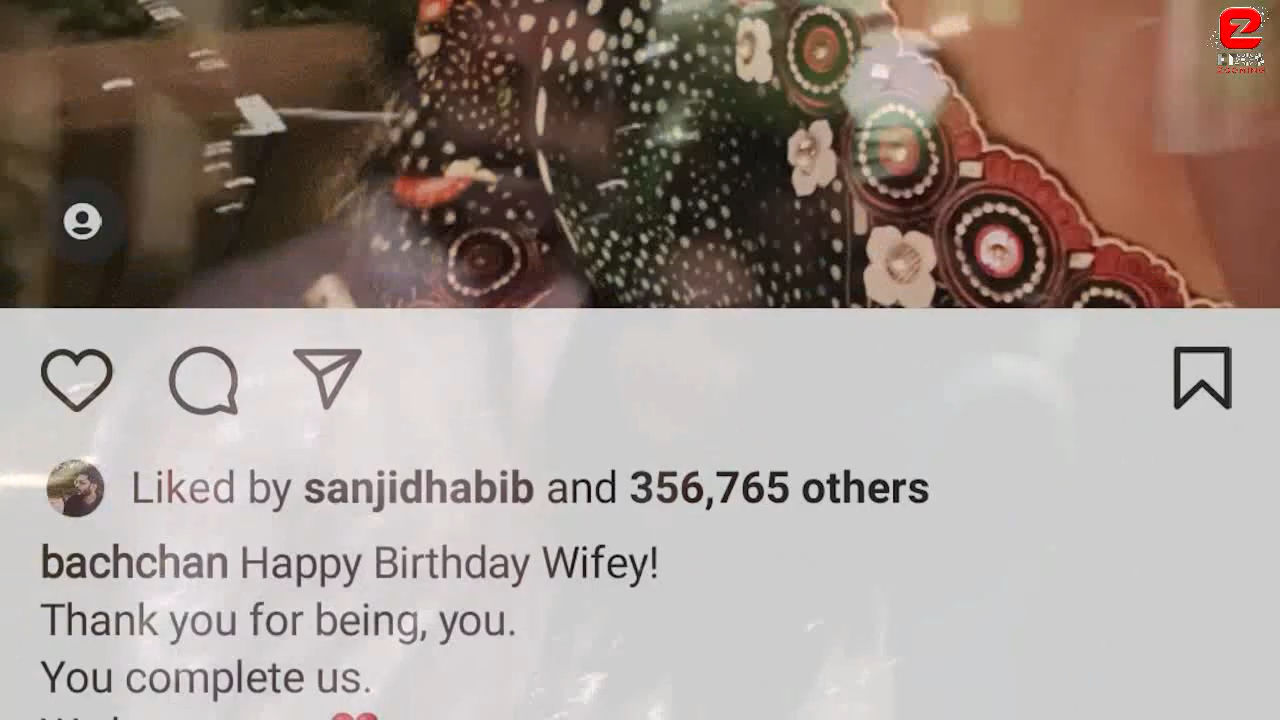 Liked by sanjidhabib and 356,765 others
bachchan Happy Birthday Wifey!
Thank you for being, you.
You complete us.